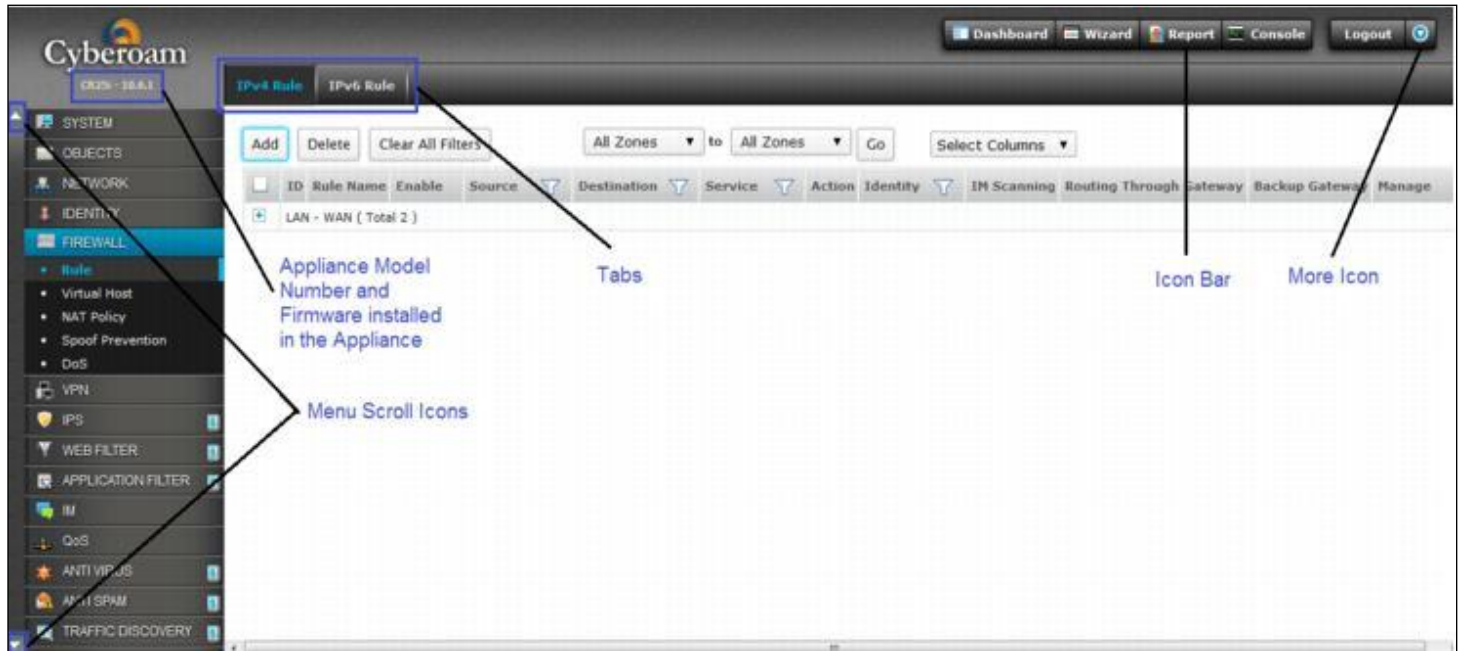 Cyberoam
CR25i - 10.6.1
Dashboard Wizard Report Console Logout
IPv4 Rule IPv6 Rule
Add Delete Clear All Filters All Zones to All Zones Go Select Columns
ID Rule Name Enable Source Destination Service Action Identity IM Scanning Routing Through Gateway Backup Gateway Manage
LAN - WAN ( Total 2 )
SYSTEM
OBJECTS
NETWORK
IDENTITY
FIREWALL
• Rule
• Virtual Host
• NAT Policy
• Spoof Prevention
• DoS
VPN
IPS
WEB FILTER
APPLICATION FILTER
IM
QoS
ANTI VIRUS
ANTI SPAM
TRAFFIC DISCOVERY
Appliance Model
Number and
Firmware installed
in the Appliance
Tabs
Icon Bar
More Icon
Menu Scroll Icons